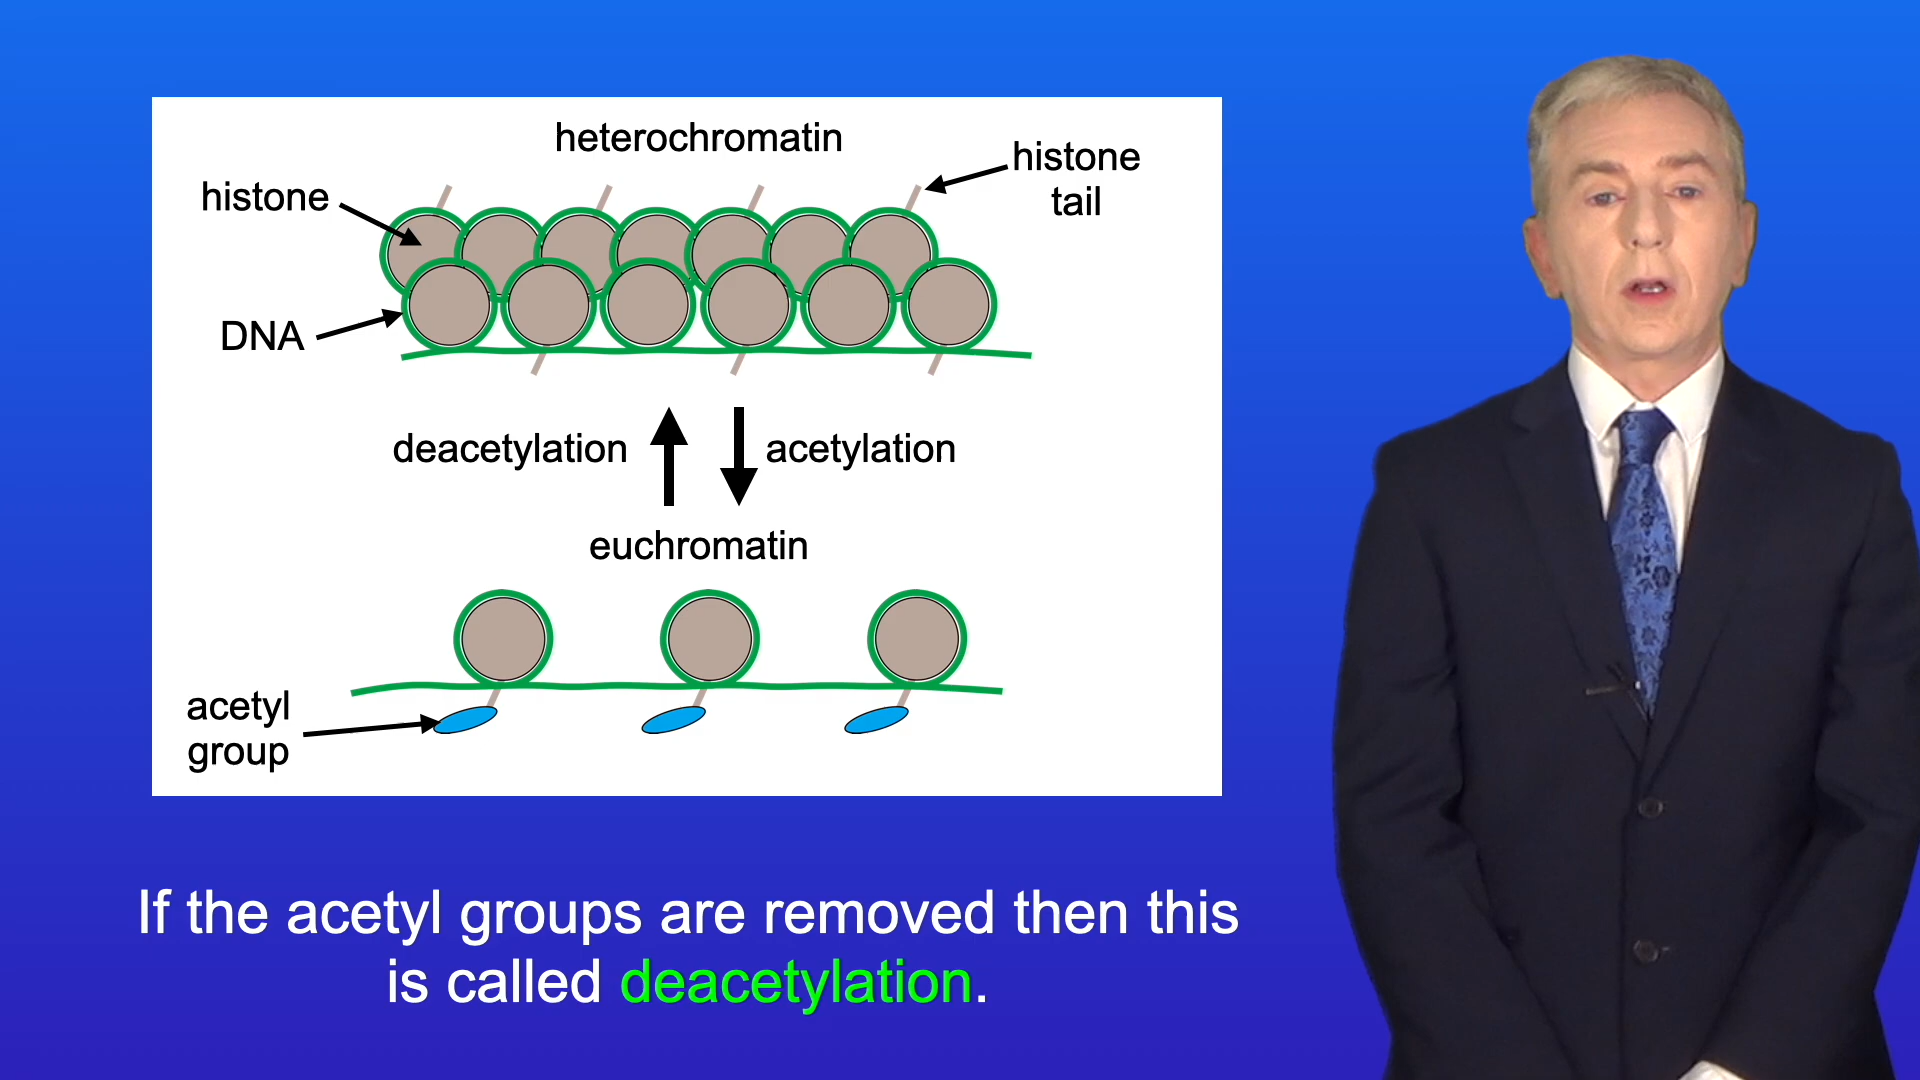 heterochromatin
histone
tail
histone
DNA
deacetylation
acetylation
euchromatin
acetyl
group
If the acetyl groups are removed then this
is called deacetylation.